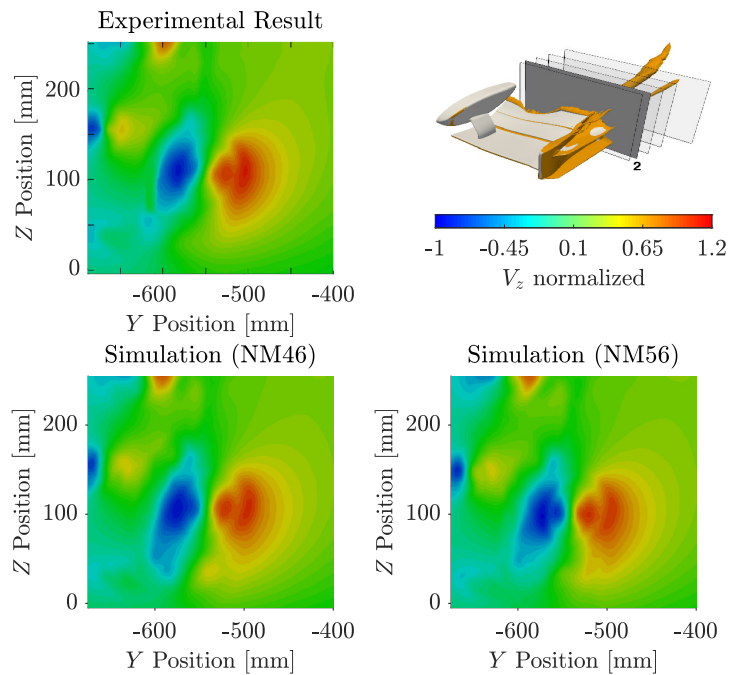 Experimental Result
Z Position [mm]
200
100
0
-600
-500
-400
Y Position [mm]
2
-1
-0.45
0.1
0.65
1.2
V_z normalized
Simulation (NM46)
Z Position [mm]
200
100
0
-600
-500
-400
Y Position [mm]
Simulation (NM56)
Z Position [mm]
200
100
0
-600
-500
-400
Y Position [mm]